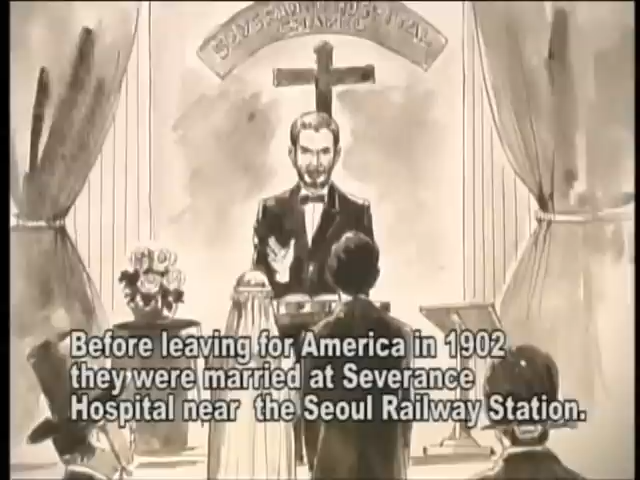 Before leaving for America in 1902
they were married at Severance
Hospital near the Seoul Railway Station.